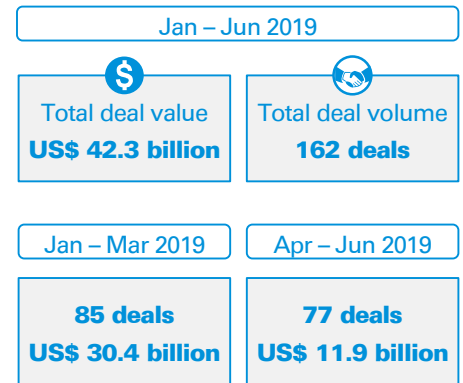 Jan – Jun 2019
$
Total deal value
US$ 42.3 billion
Total deal volume
162 deals
Jan – Mar 2019
Apr – Jun 2019
85 deals
US$ 30.4 billion
77 deals
US$ 11.9 billion